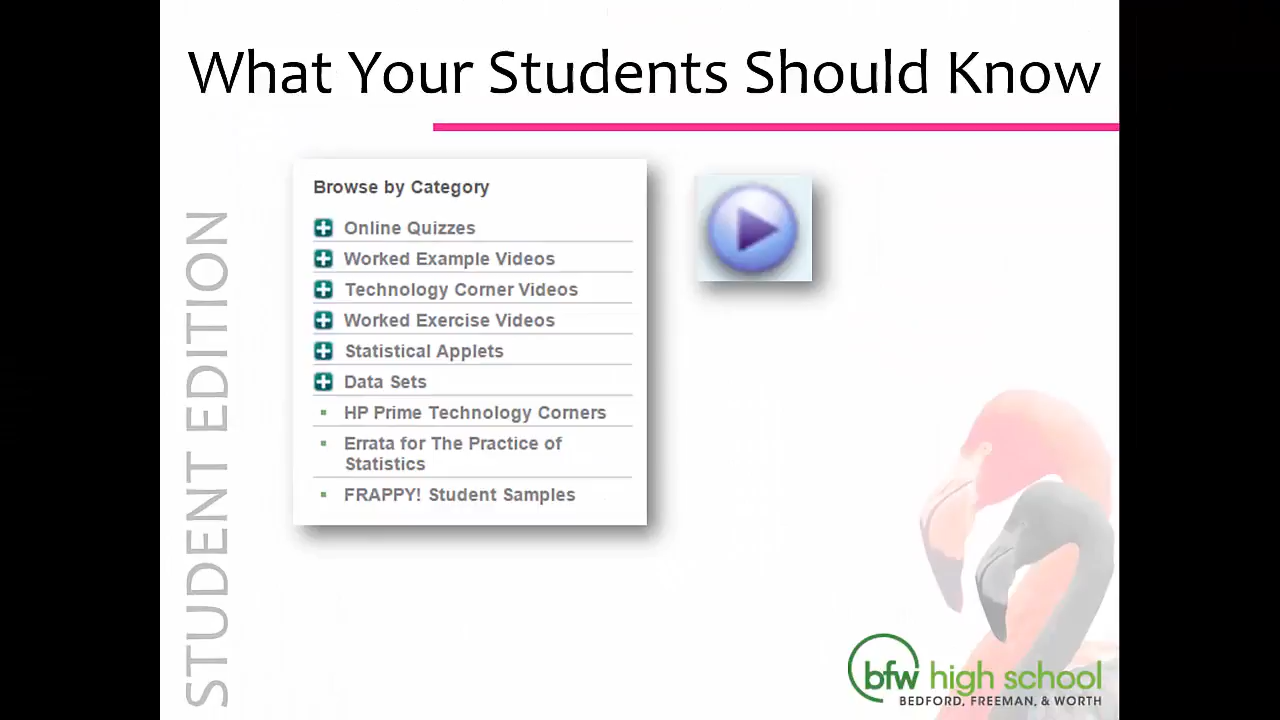 What Your Students Should Know
STUDENT EDITION
Browse by Category
Online Quizzes
Worked Example Videos
Technology Corner Videos
Worked Exercise Videos
Statistical Applets
Data Sets
HP Prime Technology Corners
Errata for The Practice of
Statistics
FRAPPY! Student Samples
bfw high school
BEDFORD, FREEMAN, & WORTH